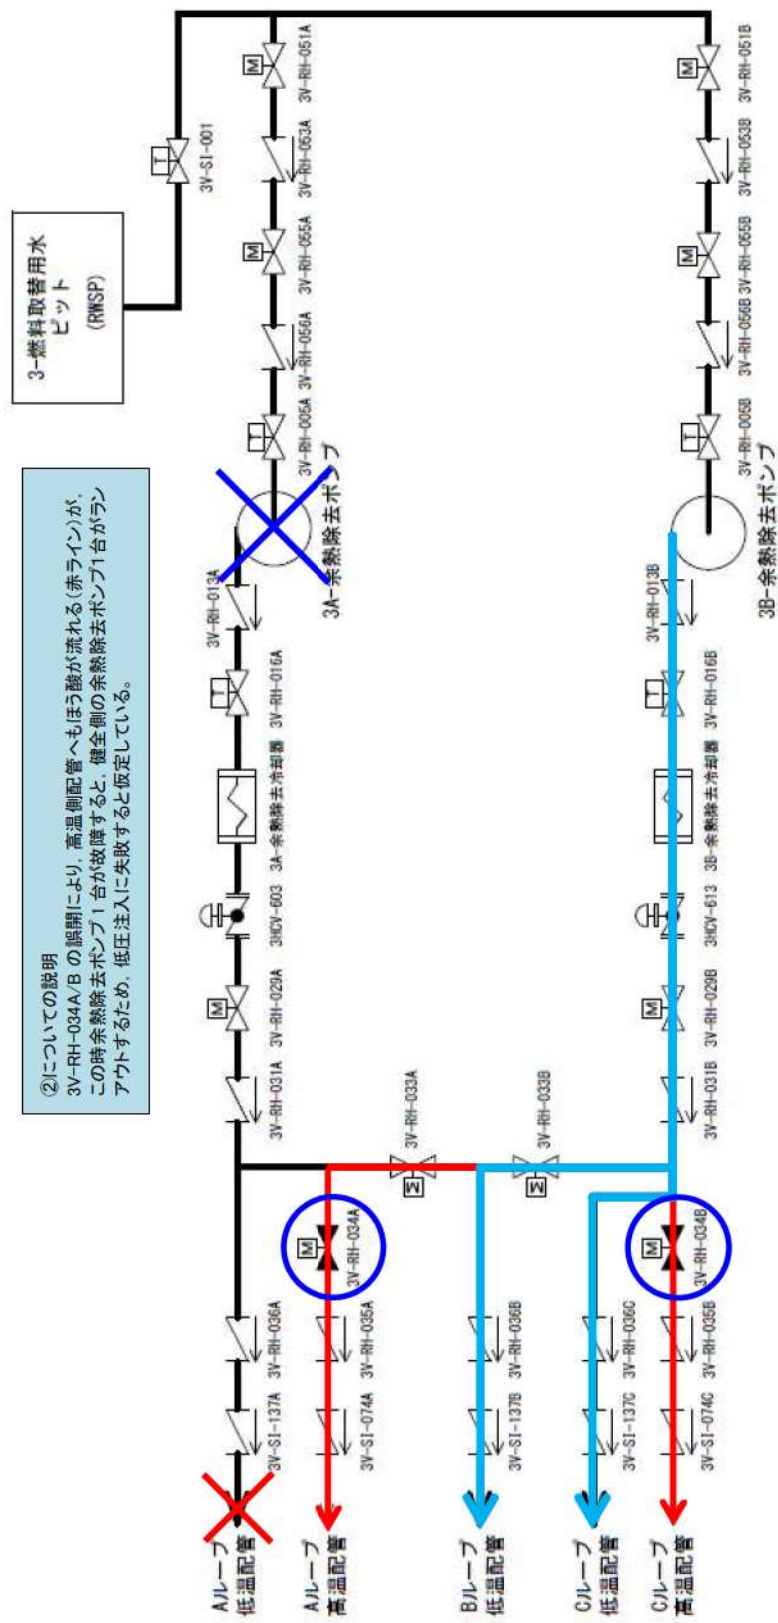 3-燃料取替用水
ピット
(RWSP)
②についての説明
3V-RH-034A/B の誤開により，高温側配管へもほう酸が流れる(赤ライン)が，
この時余熱除去ポンプ１台が故障すると，健全側の余熱除去ポンプ1台がラン
アウトするため，低圧注入に失敗すると仮定している。
T
3V-SI-001
M
3V-RH-051A
3V-RH-053A
M
3V-RH-055A
3V-RH-056A
T
3V-RH-005A
3A-余熱除去ポンプ
3V-RH-013A
T
3V-RH-016A
3A-余熱除去冷却器
3HCV-603
M
3V-RH-029A
3V-RH-031A
3V-RH-036A
3V-SI-137A
Aループ
低温配管
M
3V-RH-034A
3V-RH-035A
3V-SI-074A
Aループ
高温配管
M
3V-RH-033A
M
3V-RH-033B
3V-RH-036B
3V-SI-137B
Bループ
低温配管
3V-RH-036C
3V-SI-137C
Cループ
低温配管
M
3V-RH-034B
3V-RH-035B
3V-SI-074C
Cループ
高温配管
M
3V-RH-051B
3V-RH-053B
M
3V-RH-055B
3V-RH-056B
T
3V-RH-005B
3B-余熱除去ポンプ
3V-RH-013B
T
3V-RH-016B
3B-余熱除去冷却器
3HCV-613
M
3V-RH-029B
3V-RH-031B